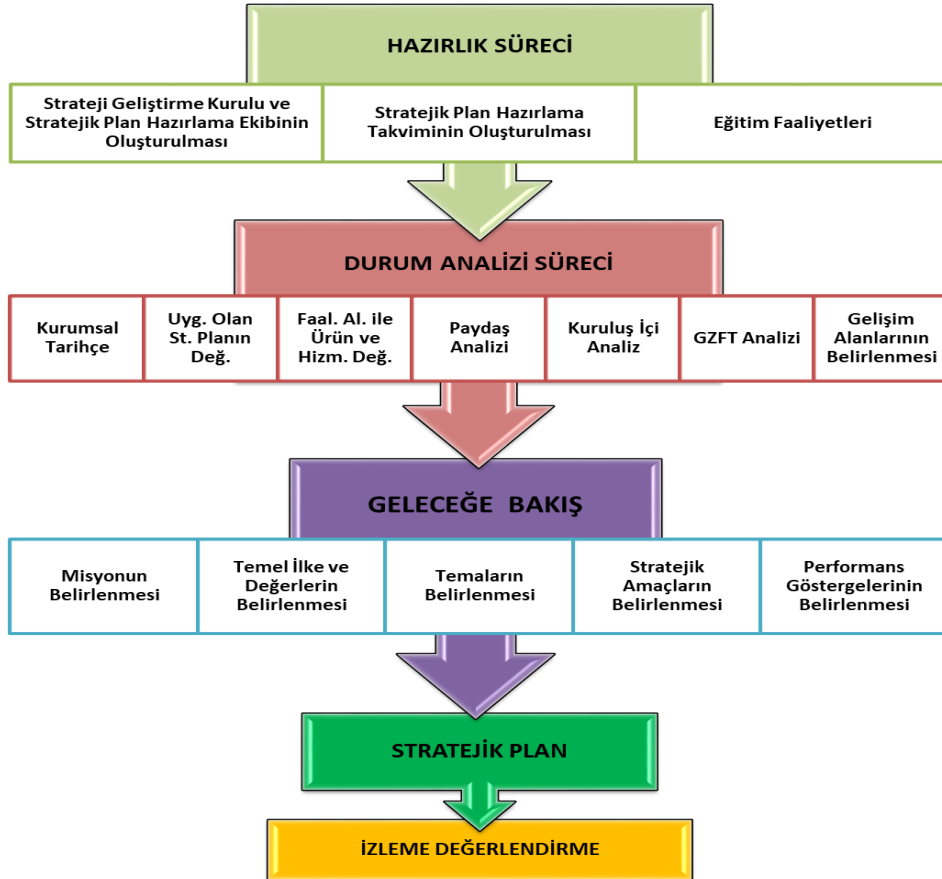 HAZIRLIK SÜRECİ
Strateji Geliştirme Kurulu ve
Stratejik Plan Hazırlama Ekibinin
Oluşturulması
Stratejik Plan Hazırlama
Takviminin Oluşturulması
Eğitim Faaliyetleri
DURUM ANALİZİ SÜRECİ
Kurumsal
Tarihçe
Uyg. Olan
St. Planın
Değ.
Faal. Al. ile
Ürün ve
Hizm. Değ.
Paydaş
Analizi
Kuruluş İçi
Analiz
GZFT Analizi
Gelişim
Alanlarının
Belirlenmesi
GELECEĞE BAKIŞ
Misyonun
Belirlenmesi
Temel İlke ve
Değerlerin
Belirlenmesi
Temaların
Belirlenmesi
Stratejik
Amaçların
Belirlenmesi
Performans
Göstergelerinin
Belirlenmesi
STRATEJİK PLAN
İZLEME DEĞERLENDİRME